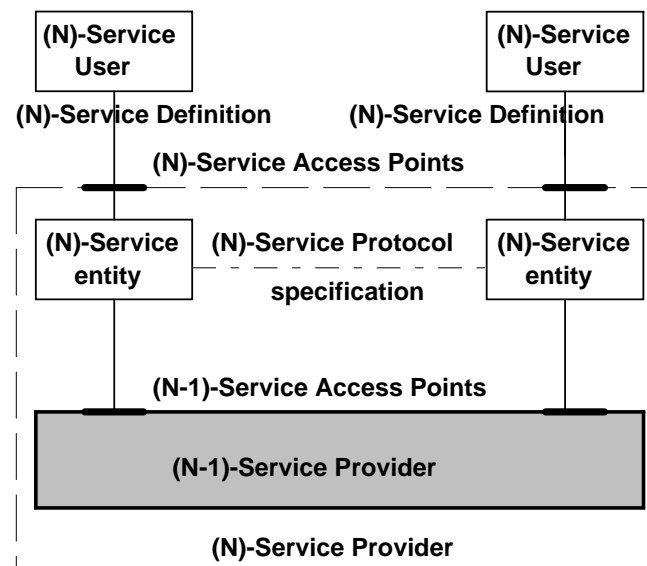 (N)-Service
User
(N)-Service
User
(N)-Service Definition
(N)-Service Definition
(N)-Service Access Points
(N)-Service
entity
(N)-Service Protocol
specification
(N)-Service
entity
(N-1)-Service Access Points
(N-1)-Service Provider
(N)-Service Provider